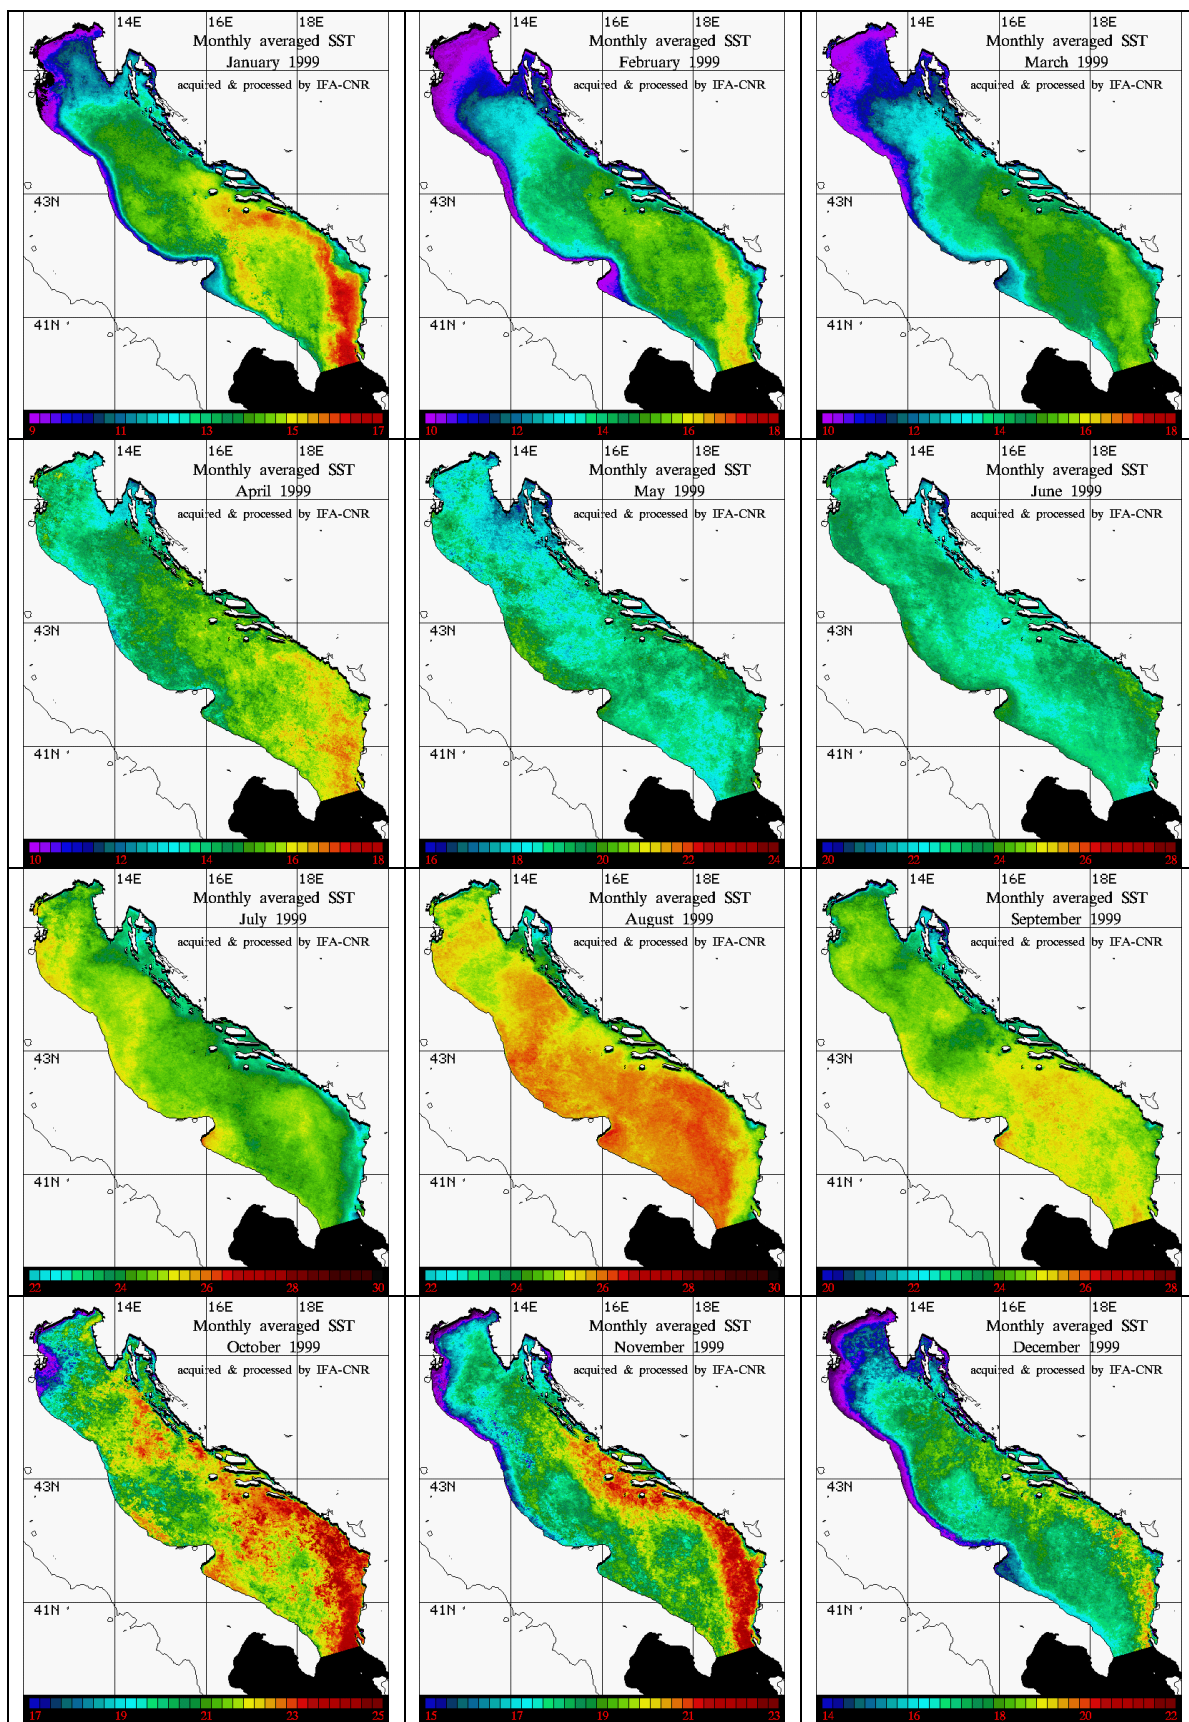 14E 16E 18E
Monthly averaged SST
January 1999
acquired & processed by IFA-CNR
43N
41N
9 11 13 15 17
14E 16E 18E
Monthly averaged SST
February 1999
acquired & processed by IFA-CNR
43N
41N
10 12 14 16 18
14E 16E 18E
Monthly averaged SST
March 1999
acquired & processed by IFA-CNR
43N
41N
10 12 14 16 18
14E 16E 18E
Monthly averaged SST
April 1999
acquired & processed by IFA-CNR
43N
41N
10 12 14 16 18
14E 16E 18E
Monthly averaged SST
May 1999
acquired & processed by IFA-CNR
43N
41N
16 18 20 22 24
14E 16E 18E
Monthly averaged SST
June 1999
acquired & processed by IFA-CNR
43N
41N
20 22 24 26 28
14E 16E 18E
Monthly averaged SST
July 1999
acquired & processed by IFA-CNR
43N
41N
22 24 26 28 30
14E 16E 18E
Monthly averaged SST
August 1999
acquired & processed by IFA-CNR
43N
41N
22 24 26 28 30
14E 16E 18E
Monthly averaged SST
September 1999
acquired & processed by IFA-CNR
43N
41N
20 22 24 26 28
14E 16E 18E
Monthly averaged SST
October 1999
acquired & processed by IFA-CNR
43N
41N
17 19 21 23 25
14E 16E 18E
Monthly averaged SST
November 1999
acquired & processed by IFA-CNR
43N
41N
15 17 19 21 23
14E 16E 18E
Monthly averaged SST
December 1999
acquired & processed by IFA-CNR
43N
41N
14 16 18 20 22